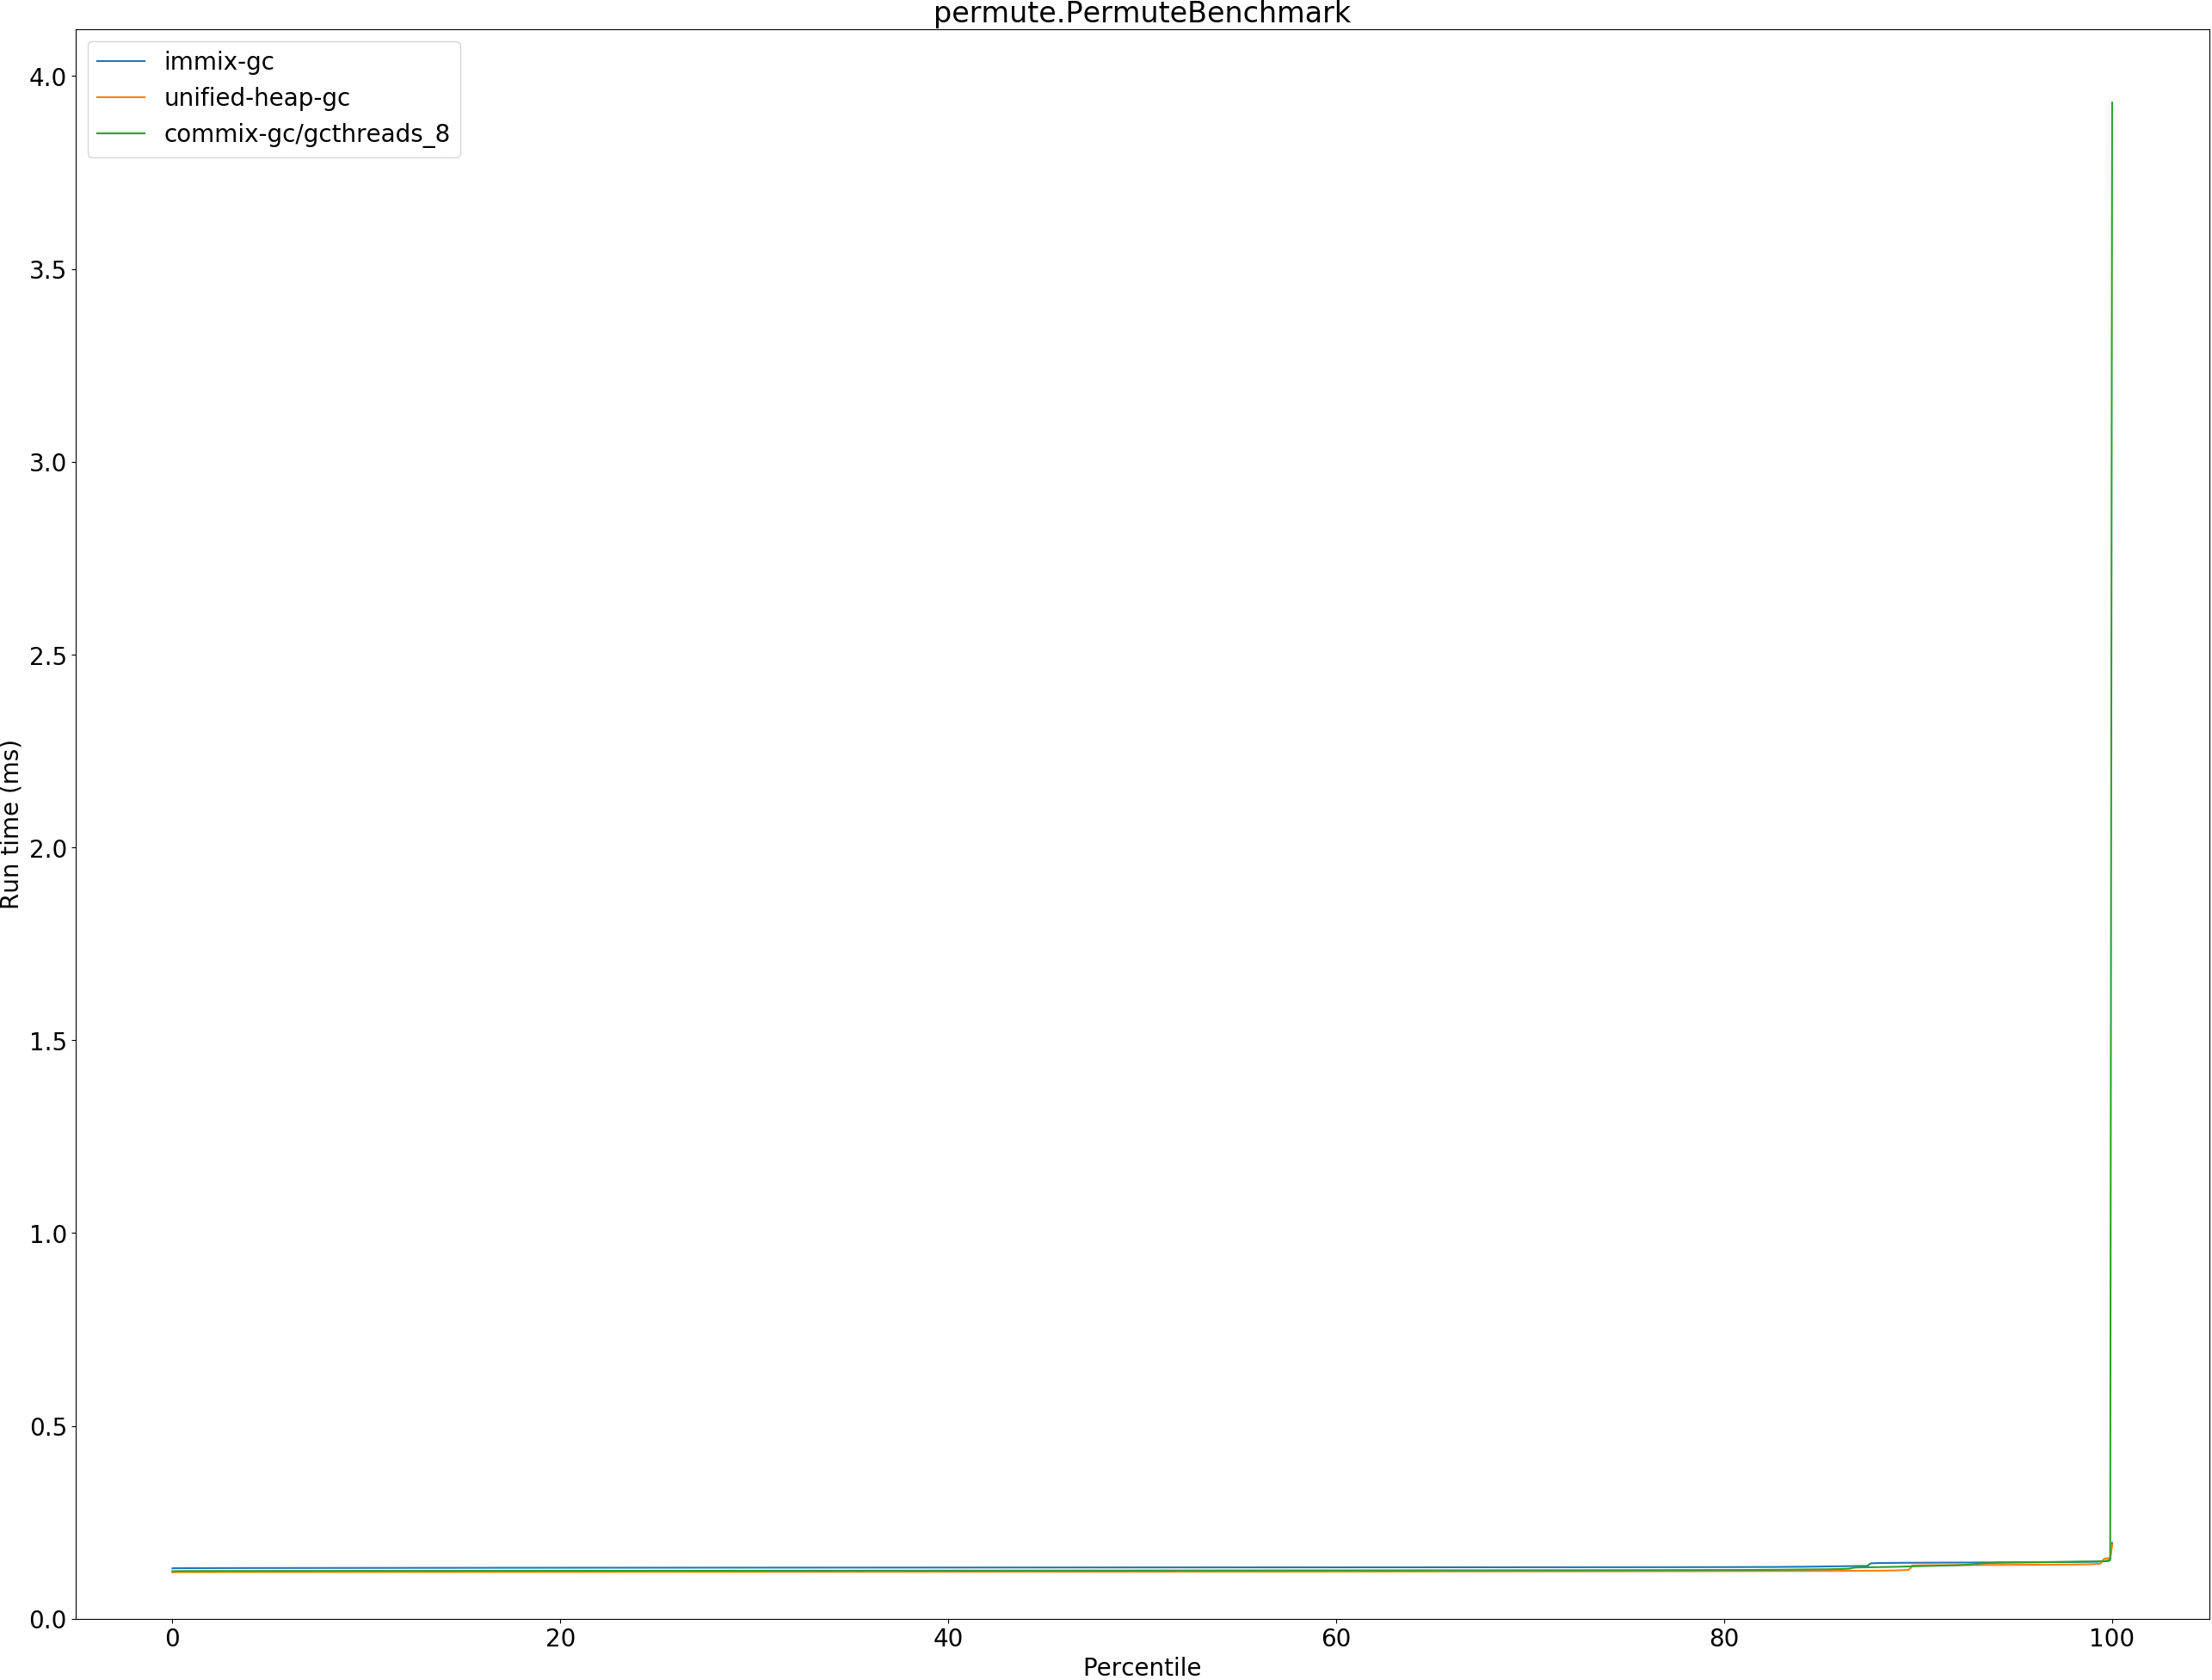 permute.PermuteBenchmark
immix-gc
unified-heap-gc
commix-gc/gcthreads_8
4.0
3.5
3.0
2.5
2.0
1.5
1.0
0.5
0.0
Run time (ms)
0 20 40 60 80 100
Percentile